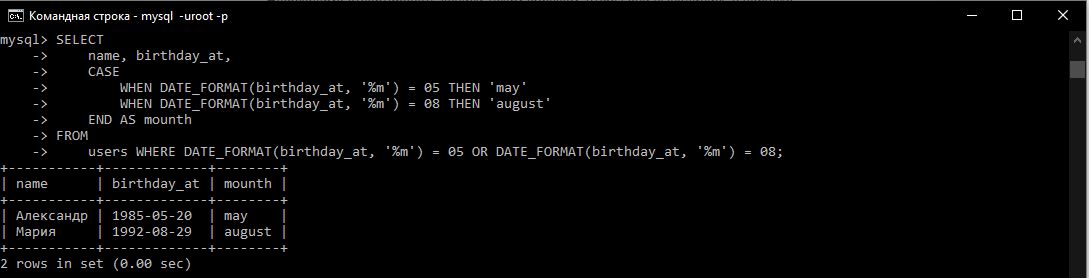 Командная строка - mysql -uroot -p
mysql> SELECT
    ->     name, birthday_at,
    ->     CASE
    ->         WHEN DATE_FORMAT(birthday_at, '%m') = 05 THEN 'may'
    ->         WHEN DATE_FORMAT(birthday_at, '%m') = 08 THEN 'august'
    ->     END AS mounth
    -> FROM
    ->     users WHERE DATE_FORMAT(birthday_at, '%m') = 05 OR DATE_FORMAT(birthday_at, '%m') = 08;
+-----------+-------------+--------+
| name      | birthday_at | mounth |
+-----------+-------------+--------+
| Александр | 1985-05-20  | may    |
| Мария     | 1992-08-29  | august |
+-----------+-------------+--------+
2 rows in set (0.00 sec)